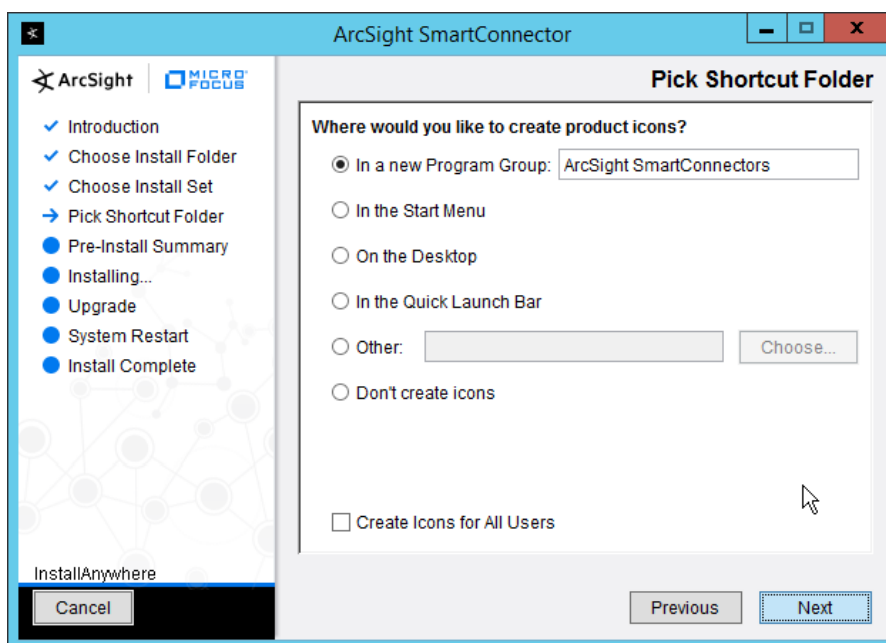 ArcSight SmartConnector
ArcSight
MICRO
FOCUS
Pick Shortcut Folder
Introduction
Choose Install Folder
Choose Install Set
Pick Shortcut Folder
Pre-Install Summary
Installing...
Upgrade
System Restart
Install Complete
Where would you like to create product icons?
In a new Program Group: ArcSight SmartConnectors
In the Start Menu
On the Desktop
In the Quick Launch Bar
Other: Choose...
Don't create icons
Create Icons for All Users
InstallAnywhere
Cancel Previous Next